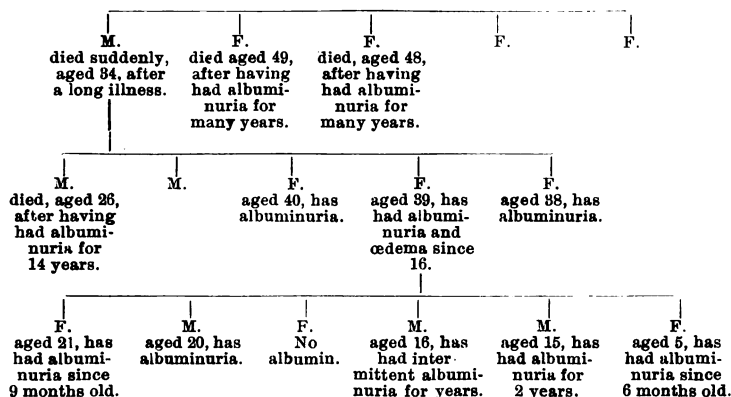 M. F. F. F. F.
died suddenly, died aged 49, died, aged 48,
aged 34, after after having after having
a long illness. had albumi- had albumi-
nuria for nuria for
many years. many years.
M. M. F. F. F.
died, aged 26, aged 40, has aged 39, has aged 38, has
after having albuminuria. had albumi- albuminuria.
had albumi- nuria and
nuria for œdema since
14 years. 16.
F. M. F. M. M. F.
aged 21, has aged 20, has No aged 16, has aged 15, has aged 5, has
had albumi- albuminuria. albumin. had inter- had albumi- had albumi-
nuria since mittent albumi- nuria for nuria since
9 months old. nuria for years. 2 years. 6 months old.